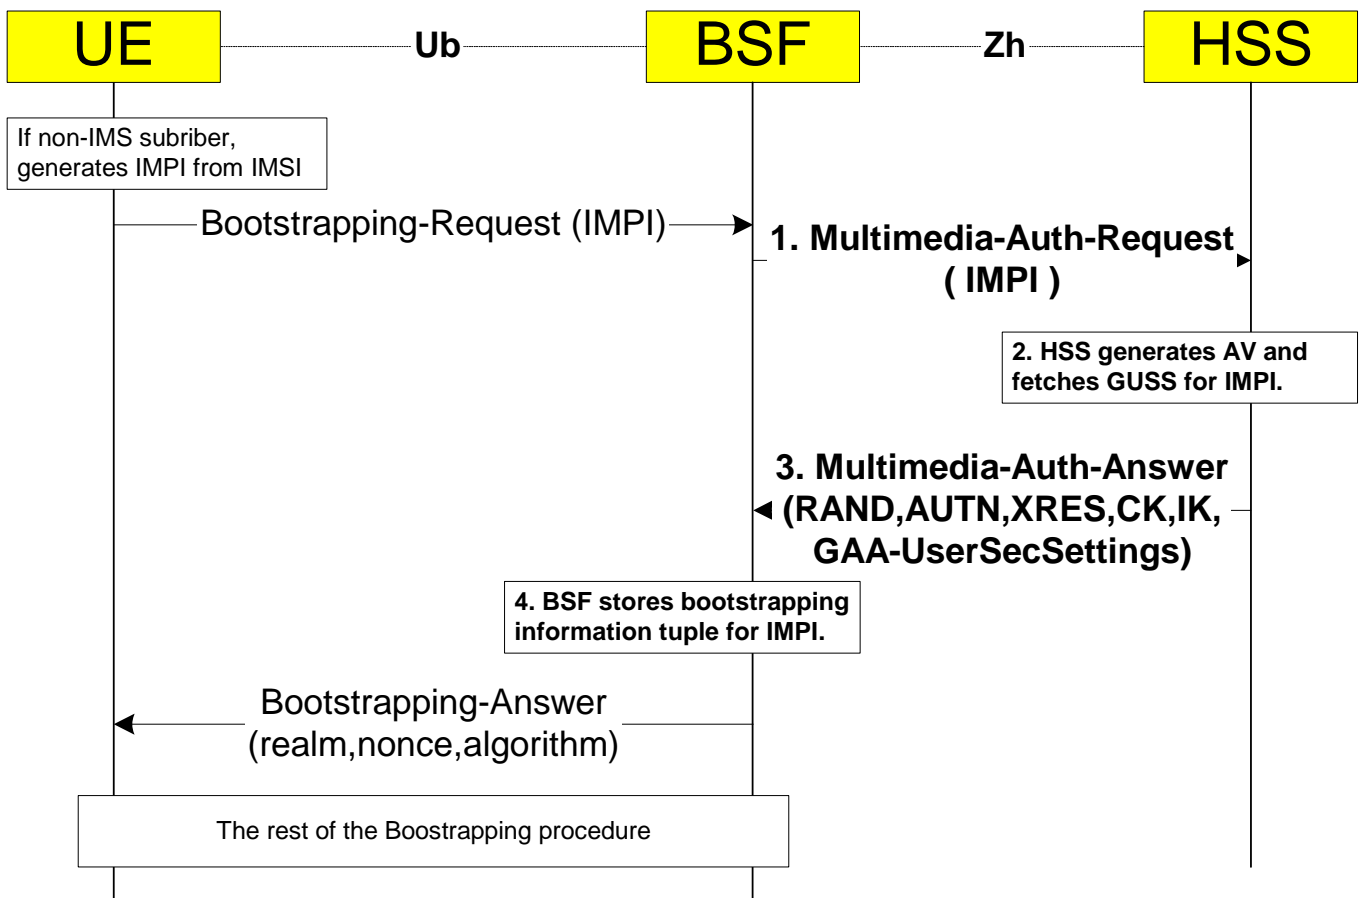 UE
Ub
BSF
Zh
HSS
If non-IMS subriber,
generates IMPI from IMSI
Bootstrapping-Request (IMPI)
1. Multimedia-Auth-Request
( IMPI )
2. HSS generates AV and
fetches GUSS for IMPI.
3. Multimedia-Auth-Answer
(RAND,AUTN,XRES,CK,IK,
GAA-UserSecSettings)
4. BSF stores bootstrapping
information tuple for IMPI.
Bootstrapping-Answer
(realm,nonce,algorithm)
The rest of the Boostrapping procedure